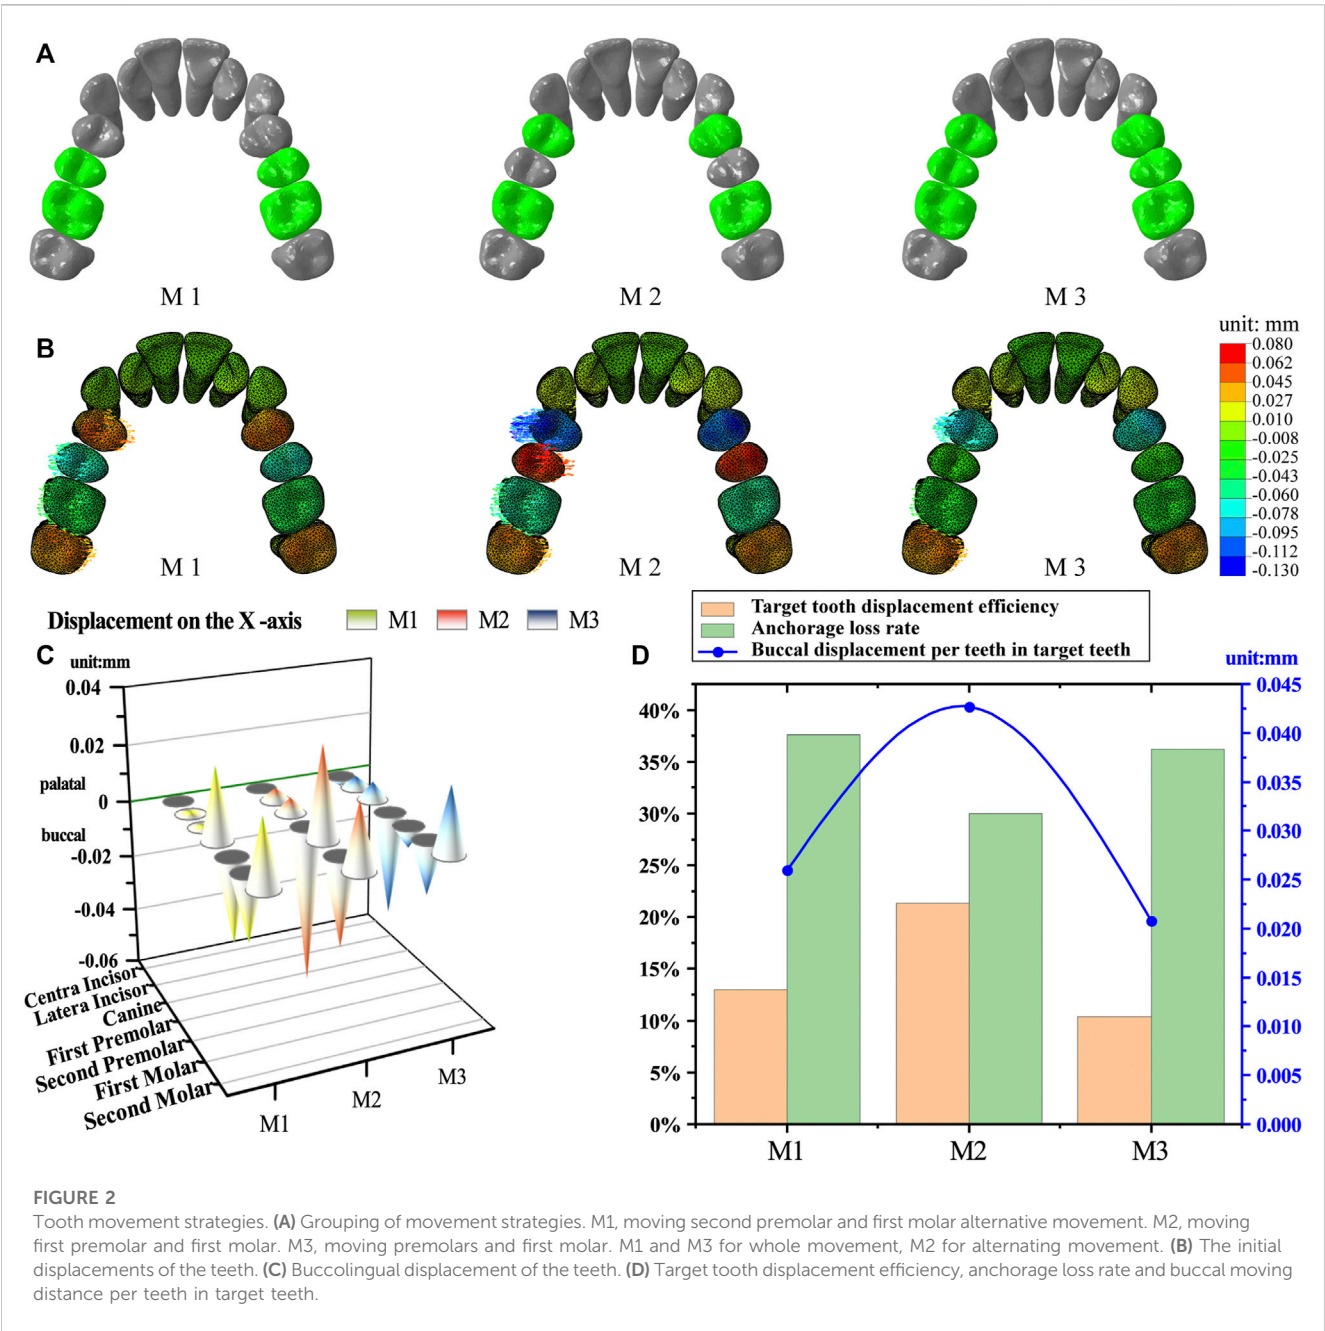 A
M 1
M 2
M 3
B
unit: mm
0.080
0.062
0.045
0.027
0.010
-0.008
-0.025
-0.043
-0.060
-0.078
-0.095
-0.112
-0.130
M 1
M 2
M 3
Displacement on the X -axis
M1
M2
M3
C
unit:mm
0.04
0.02
palatal
0
buccal
-0.02
-0.04
-0.06
Centra Incisor
Latera Incisor
Canine
First Premolar
Second Premolar
First Molar
Second Molar
M1
M2
M3
Target tooth displacement efficiency
Anchorage loss rate
Buccal displacement per teeth in target teeth
D
unit:mm
40%
35%
30%
25%
20%
15%
10%
5%
0%
0.045
0.040
0.035
0.030
0.025
0.020
0.015
0.010
0.005
0.000
M1
M2
M3
FIGURE 2
Tooth movement strategies. (A) Grouping of movement strategies. M1, moving second premolar and first molar alternative movement. M2, moving
first premolar and first molar. M3, moving premolars and first molar. M1 and M3 for whole movement, M2 for alternating movement. (B) The initial
displacements of the teeth. (C) Buccolingual displacement of the teeth. (D) Target tooth displacement efficiency, anchorage loss rate and buccal moving
distance per teeth in target teeth.